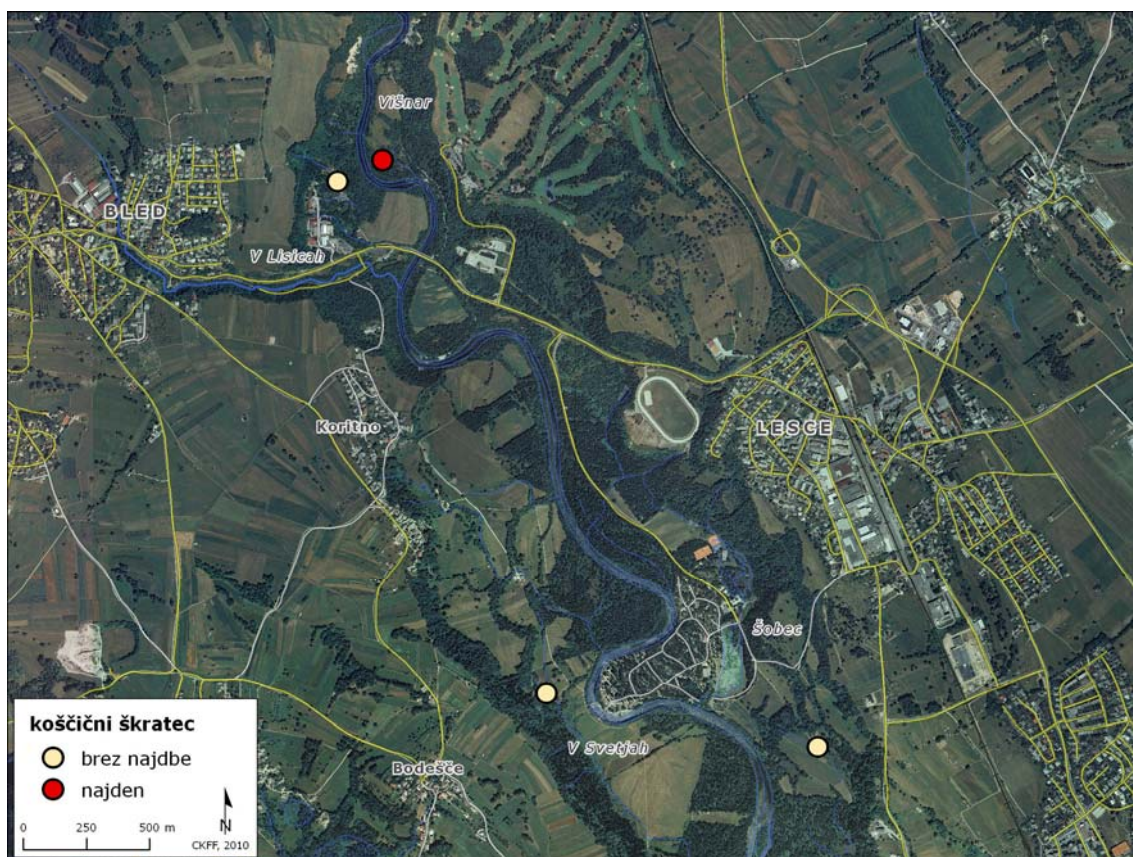 Višnar
BLED
V Lisicah
Koritno
LESCE
Šobec
V Svetjah
Bodešče
koščični škratec
brez najdbe
najden
0 250 500 m
N
CKFF, 2010